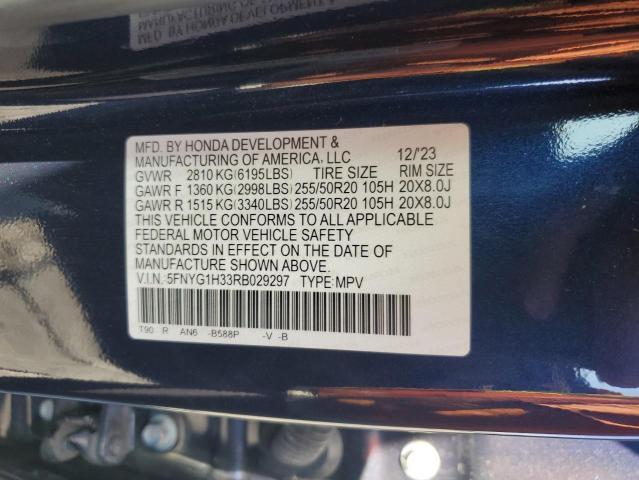 MFD. BY HONDA DEVELOPMENT &
MANUFACTURING OF AMERICA, LLC 12/'23
GVWR 2810 KG(6195LBS) TIRE SIZE RIM SIZE
GAWR F 1360 KG(2998LBS) 255/50R20 105H 20X8.0J
GAWR R 1515 KG(3340LBS) 255/50R20 105H 20X8.0J
THIS VEHICLE CONFORMS TO ALL APPLICABLE
FEDERAL MOTOR VEHICLE SAFETY
STANDARDS IN EFFECT ON THE DATE OF
MANUFACTURE SHOWN ABOVE.
V.I.N.:5FNYG1H33RB029297 TYPE:MPV
T90 R AN6 -B588P -V -B